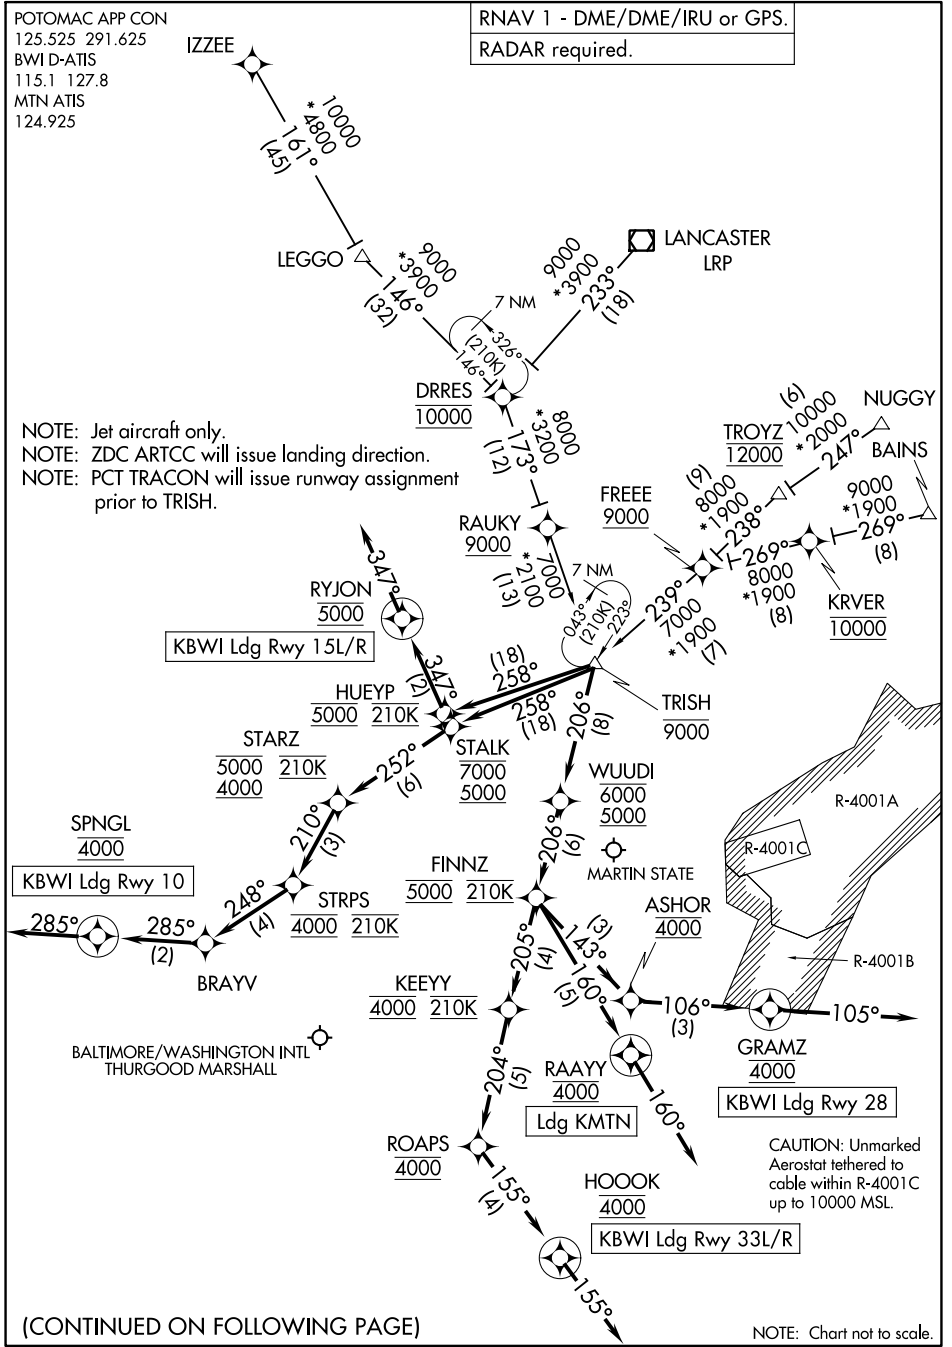 POTOMAC APP CON
125.525 291.625
BWI D-ATIS
115.1 127.8
MTN ATIS
124.925
RNAV 1 - DME/DME/IRU or GPS.
RADAR required.
IZZEE
10000
*4800
161°
(45)
LEGGO
9000
*3900
146°
(32)
LANCASTER
LRP
9000
*3900
233°
(18)
7 NM
326°
(210K)
146°
DRRES
10000
8000
*3200
173°
(12)
NOTE: Jet aircraft only.
NOTE: ZDC ARTCC will issue landing direction.
NOTE: PCT TRACON will issue runway assignment
prior to TRISH.
NUGGY
(6)
10000
*2000
247°
TROYZ
12000
BAINS
9000
*1900
269°
(8)
(9)
8000
*1900
238°
FREEE
9000
269°
8000
*1900
(8)
KRVER
10000
RAUKY
9000
7000
*2100
(13)
7 NM
043°
(210K)
223°
239°
7000
*1900
(7)
TRISH
9000
347°
RYJON
5000
KBWI Ldg Rwy 15L/R
347°
(2)
(18)
258°
258°
(18)
HUEYP
5000 210K
STALK
7000
5000
206°
(8)
STARZ
5000 210K
4000
252°
(6)
WUUDI
6000
5000
R-4001A
R-4001C
R-4001B
SPNGL
4000
KBWI Ldg Rwy 10
210°
(3)
206°
(6)
MARTIN STATE
FINNZ
5000 210K
285°
285°
(2)
248°
(4)
STRPS
4000 210K
BRAYV
ASHOR
4000
(3)
143°
205°
(4)
160°
(5)
KEEYY
4000 210K
106°
(3)
105°
GRAMZ
4000
KBWI Ldg Rwy 28
BALTIMORE/WASHINGTON INTL
THURGOOD MARSHALL
RAAYY
4000
Ldg KMTN
160°
204°
(5)
ROAPS
4000
155°
(4)
HOOOK
4000
KBWI Ldg Rwy 33L/R
155°
CAUTION: Unmarked
Aerostat tethered to
cable within R-4001C
up to 10000 MSL.
(CONTINUED ON FOLLOWING PAGE)
NOTE: Chart not to scale.